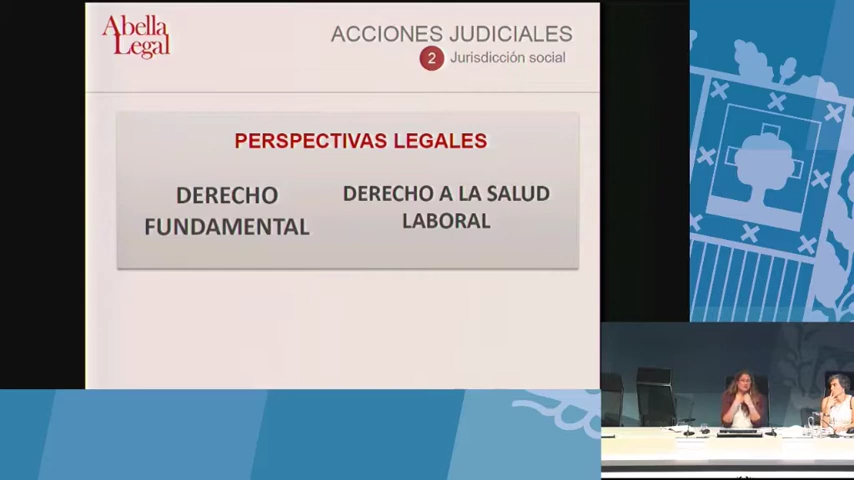 Abella
Legal
ACCIONES JUDICIALES
2 Jurisdicción social
PERSPECTIVAS LEGALES
DERECHO
FUNDAMENTAL
DERECHO A LA SALUD
LABORAL